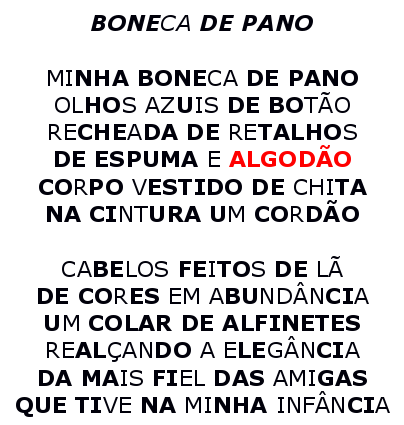 BONECA DE PANO
MINHA BONECA DE PANO
OLHOS AZUIS DE BOTÃO
RECHEADA DE RETALHOS
DE ESPUMA E ALGODÃO
CORPO VESTIDO DE CHITA
NA CINTURA UM CORDÃO
CABELOS FEITOS DE LÃ
DE CORES EM ABUNDÂNCIA
UM COLAR DE ALFINETES
REALÇANDO A ELEGÂNCIA
DA MAIS FIEL DAS AMIGAS
QUE TIVE NA MINHA INFÂNCIA